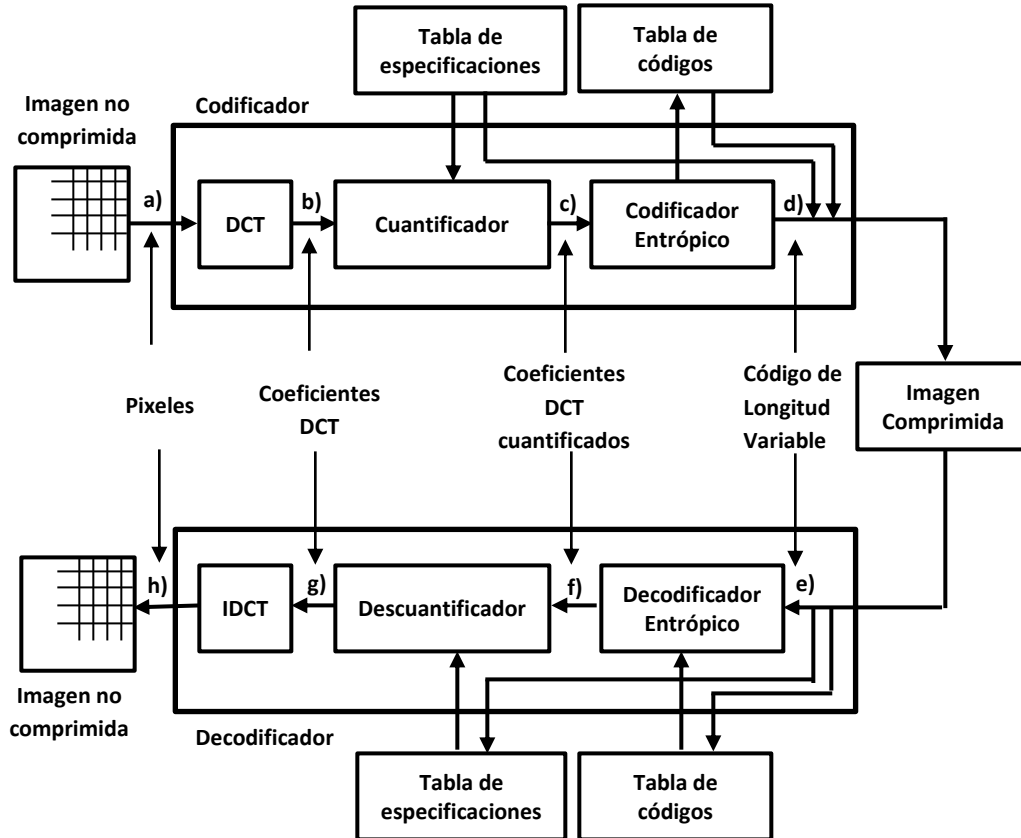 Tabla de
especificaciones
Tabla de
códigos
Imagen no
comprimida
Codificador
a)
DCT
b)
Cuantificador
c)
Codificador
Entrópico
d)
Pixeles
Coeficientes
DCT
Coeficientes
DCT
cuantificados
Código de
Longitud
Variable
Imagen
Comprimida
h)
IDCT
g)
Descuantificador
f)
Decodificador
Entrópico
e)
Imagen no
comprimida
Decodificador
Tabla de
especificaciones
Tabla de
códigos